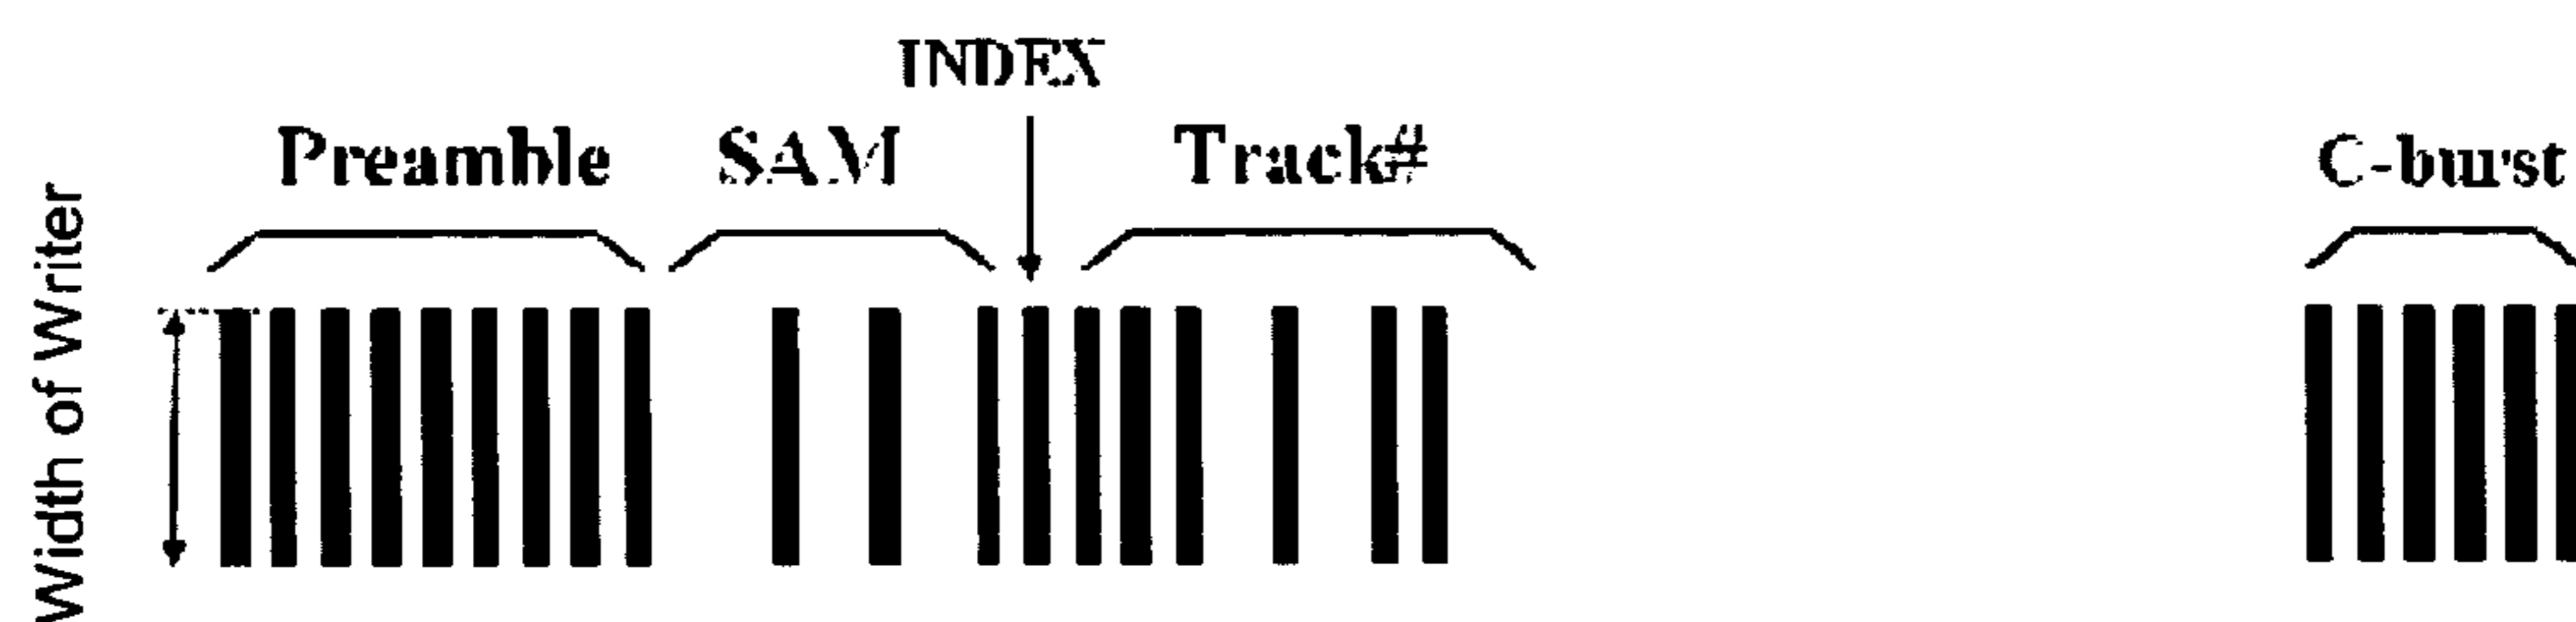 INDEX
Preamble
SAM
Track#
C-burst
Width of Writer